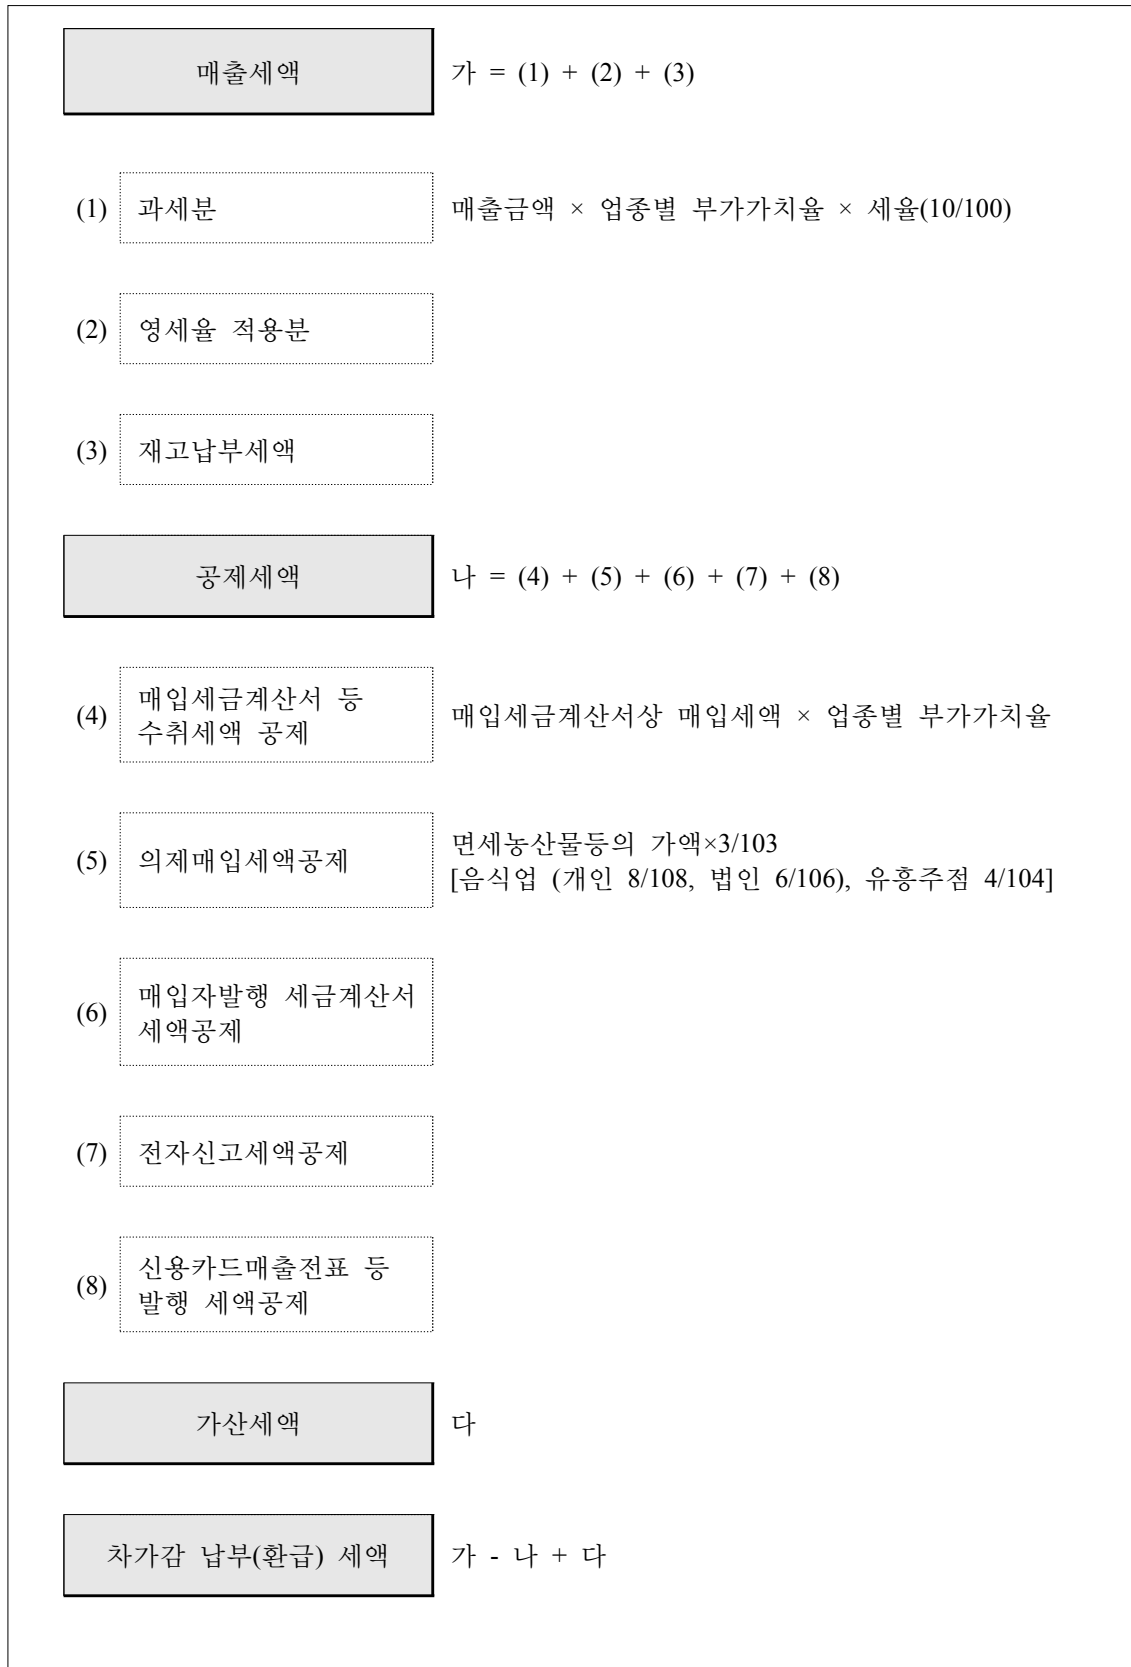 매출세액 가 = (1) + (2) + (3)
(1) 과세분 매출금액 × 업종별 부가가치율 × 세율(10/100)
(2) 영세율 적용분
(3) 재고납부세액
공제세액 나 = (4) + (5) + (6) + (7) + (8)
(4) 매입세금계산서 등
수취세액 공제 매입세금계산서상 매입세액 × 업종별 부가가치율
(5) 의제매입세액공제 면세농산물등의 가액×3/103
[음식업 (개인 8/108, 법인 6/106), 유흥주점 4/104]
(6) 매입자발행 세금계산서
세액공제
(7) 전자신고세액공제
(8) 신용카드매출전표 등
발행 세액공제
가산세액 다
차가감 납부(환급) 세액 가 - 나 + 다